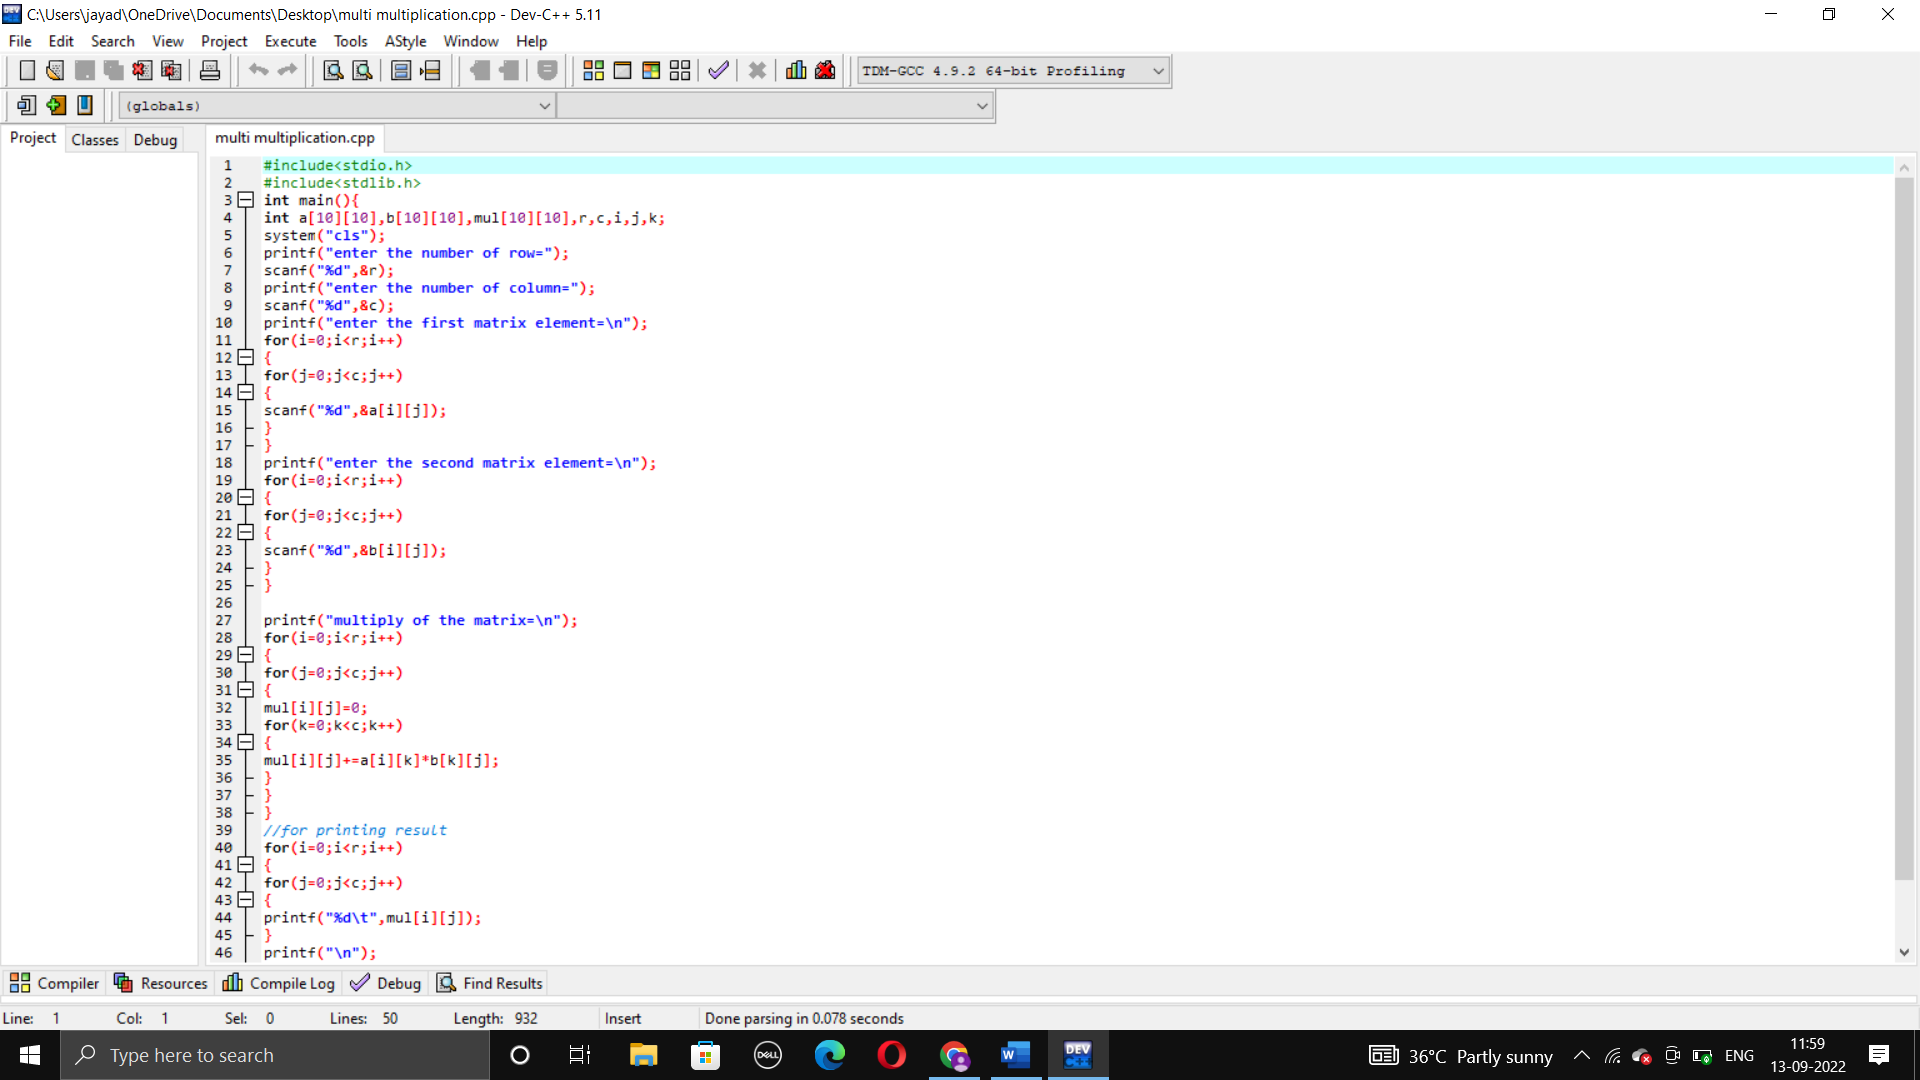 C:\Users\jayad\OneDrive\Documents\Desktop\multi multiplication.cpp - Dev-C++ 5.11
File Edit Search View Project Execute Tools AStyle Window Help
TDM-GCC 4.9.2 64-bit Profiling
(globals)
Project Classes Debug
multi multiplication.cpp
1 #include<stdio.h>
2 #include<stdlib.h>
3 int main(){
4 int a[10][10],b[10][10],mul[10][10],r,c,i,j,k;
5 system("cls");
6 printf("enter the number of row=");
7 scanf("%d",&r);
8 printf("enter the number of column=");
9 scanf("%d",&c);
10 printf("enter the first matrix element=\n");
11 for(i=0;i<r;i++)
12 {
13 for(j=0;j<c;j++)
14 {
15 scanf("%d",&a[i][j]);
16 }
17 }
18 printf("enter the second matrix element=\n");
19 for(i=0;i<r;i++)
20 {
21 for(j=0;j<c;j++)
22 {
23 scanf("%d",&b[i][j]);
24 }
25 }
26
27 printf("multiply of the matrix=\n");
28 for(i=0;i<r;i++)
29 {
30 for(j=0;j<c;j++)
31 {
32 mul[i][j]=0;
33 for(k=0;k<c;k++)
34 {
35 mul[i][j]+=a[i][k]*b[k][j];
36 }
37 }
38 }
39 //for printing result
40 for(i=0;i<r;i++)
41 {
42 for(j=0;j<c;j++)
43 {
44 printf("%d\t",mul[i][j]);
45 }
46 printf("\n");
Compiler Resources Compile Log Debug Find Results
Line: 1 Col: 1 Sel: 0 Lines: 50 Length: 932 Insert Done parsing in 0.078 seconds
Type here to search
DELL
W
DEV
36°C Partly sunny
ENG
11:59
13-09-2022